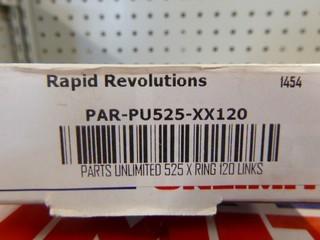 Rapid Revolutions 1454
PAR-PU525-XX120
PARTS UNLIMITED 525 X RING 120 LINKS